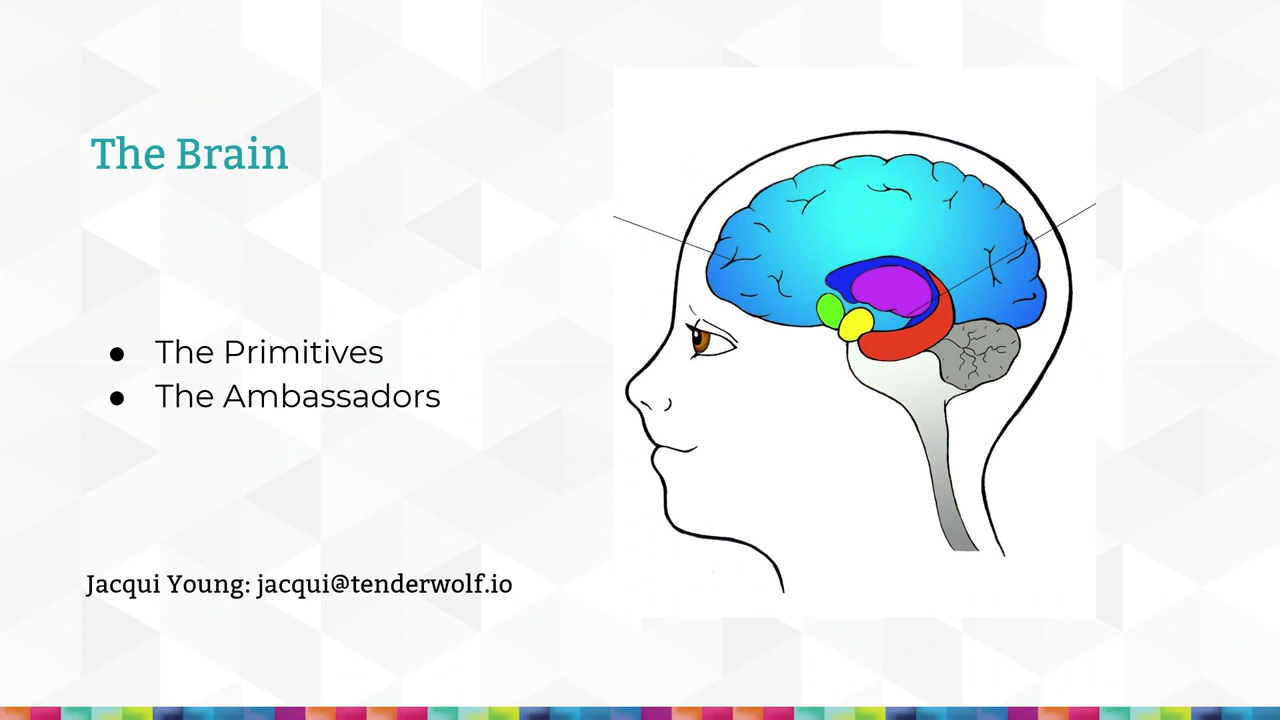 The Brain
● The Primitives
● The Ambassadors
Jacqui Young: jacqui@tenderwolf.io